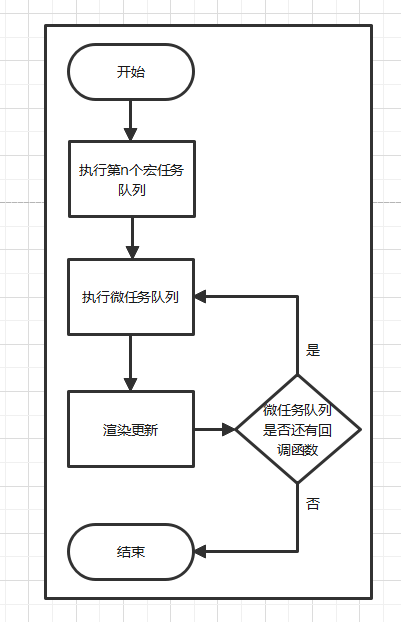 开始
执行第n个宏任务
队列
执行微任务队列
是
渲染更新
微任务队列
是否还有回
调函数
否
结束